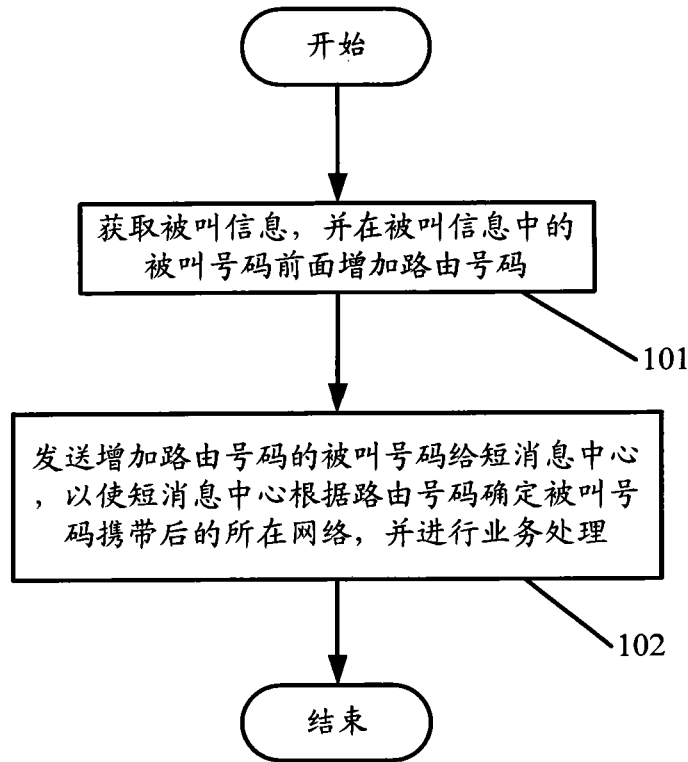 开始
获取被叫信息，并在被叫信息中的
被叫号码前面增加路由号码
101
发送增加路由号码的被叫号码给短消息中心
，以使短消息中心根据路由号码确定被叫号
码携带后的所在网络，并进行业务处理
102
结束